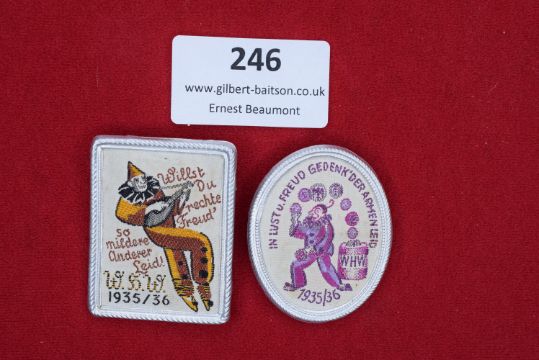 246
www.gilbert-baitson.co.uk
Ernest Beaumont
Willst
Du
rechte
Freud'
so
mildere
Anderer
Leid!
W.H.W.
1935/36
IN LUST U. FREUD GEDENK' DER ARMEN LEID
WHW
1935/36